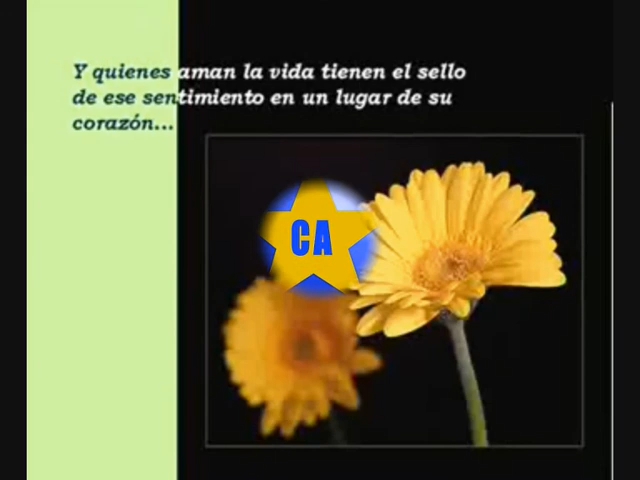 Y quienes aman la vida tienen el sello
de ese sentimiento en un lugar de su
corazón...
CA